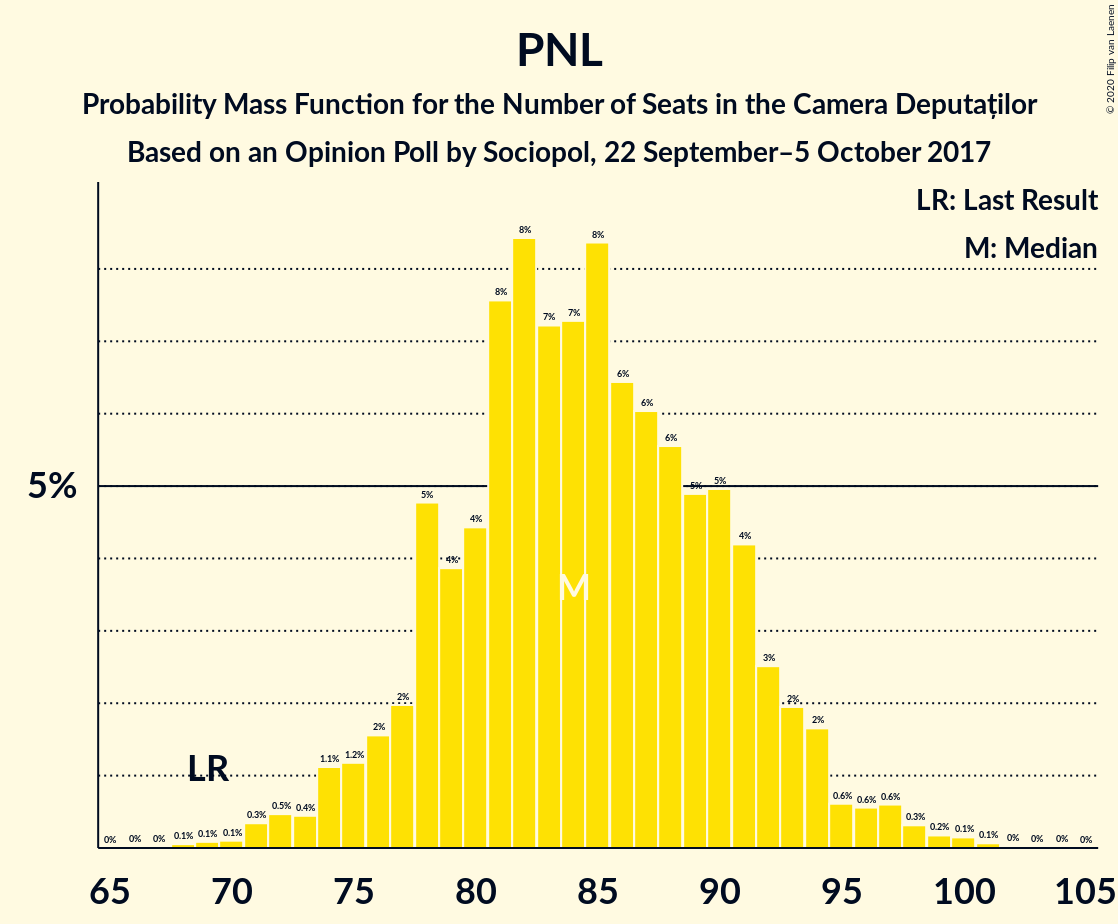 © 2020 Filip van Laenen
PNL
Probability Mass Function for the Number of Seats in the Camera Deputaților
Based on an Opinion Poll by Sociopol, 22 September–5 October 2017
LR: Last Result
M: Median
5%
LR
M
0% 0% 0% 0.1% 0.1% 0.1% 0.3% 0.5% 0.4% 1.1% 1.2% 2% 2% 5% 4% 4% 8% 8% 7% 7% 8% 6% 6% 6% 5% 5% 4% 3% 2% 2% 0.6% 0.6% 0.6% 0.3% 0.2% 0.1% 0.1% 0% 0% 0% 0%
65 70 75 80 85 90 95 100 105